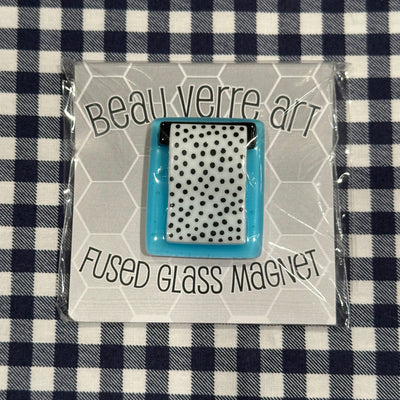 Beau Verre Art
Fused Glass Magnet